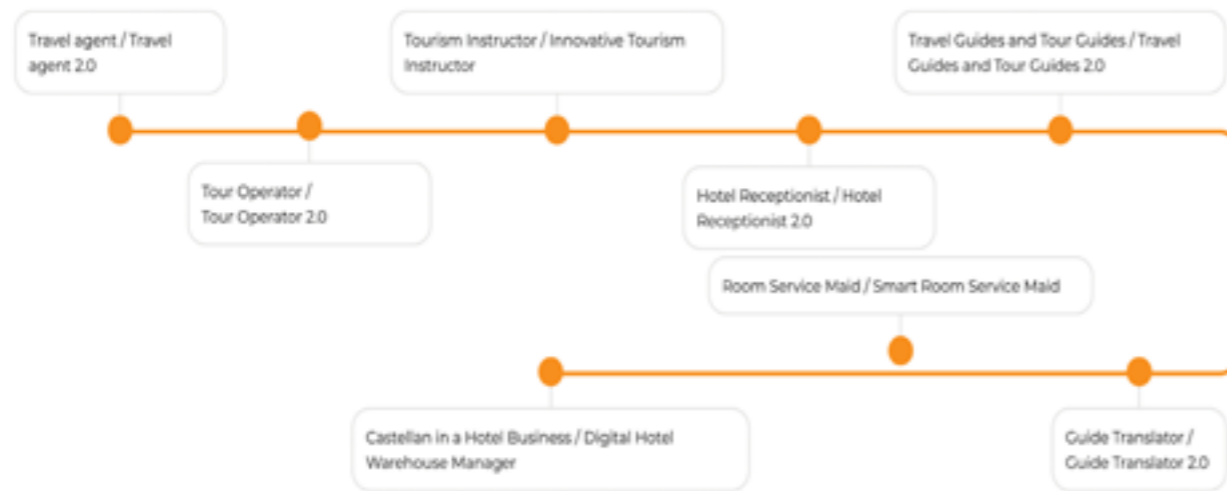 Travel agent / Travel
agent 2.0
Tourism Instructor / Innovative Tourism
Instructor
Travel Guides and Tour Guides / Travel
Guides and Tour Guides 2.0
Tour Operator /
Tour Operator 2.0
Hotel Receptionist / Hotel
Receptionist 2.0
Room Service Maid / Smart Room Service Maid
Castellan in a Hotel Business / Digital Hotel
Warehouse Manager
Guide Translator /
Guide Translator 2.0